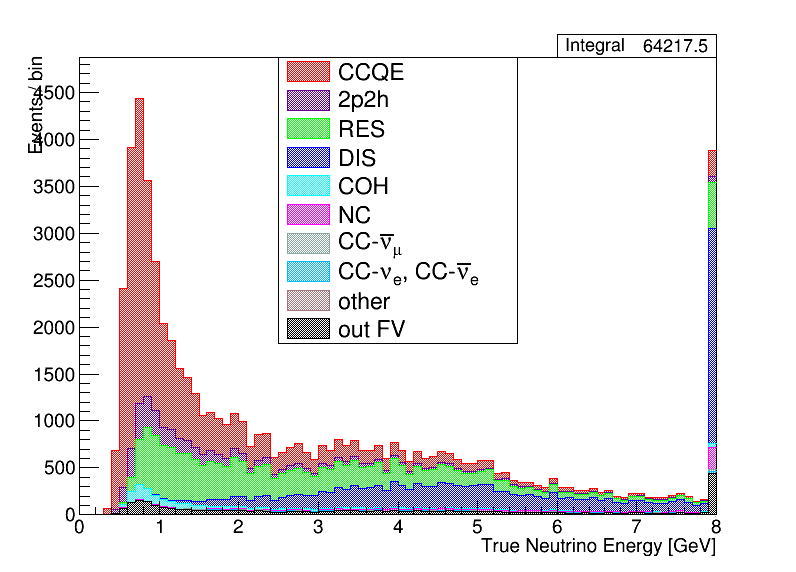 Integral 64217.5
Events / bin
CCQE
2p2h
RES
DIS
COH
NC
CC-ν̅μ
CC-νe, CC-ν̅e
other
out FV
4500
4000
3500
3000
2500
2000
1500
1000
500
0
0 1 2 3 4 5 6 7 8
True Neutrino Energy [GeV]